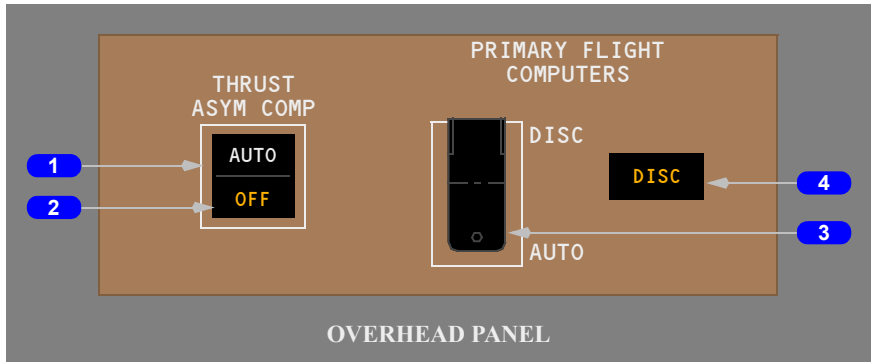 PRIMARY FLIGHT
COMPUTERS
THRUST
ASYM COMP
DISC
AUTO
1
DISC
4
OFF
2
3
AUTO
OVERHEAD PANEL